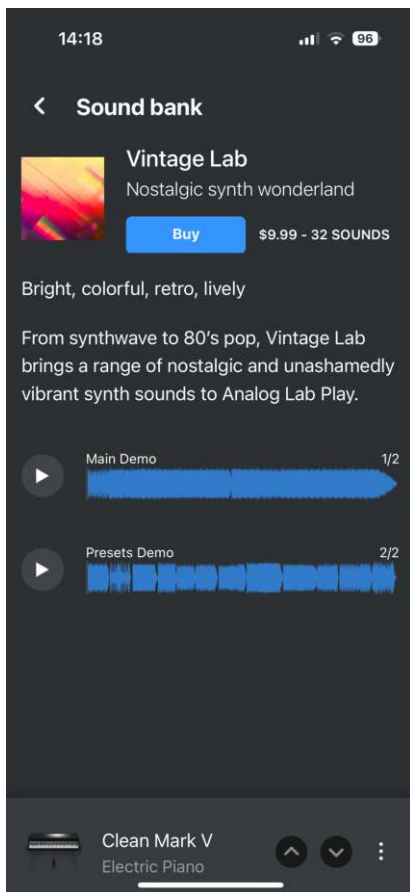 14:18
96
Sound bank
Vintage Lab
Nostalgic synth wonderland
Buy
$9.99 - 32 SOUNDS
Bright, colorful, retro, lively
From synthwave to 80's pop, Vintage Lab
brings a range of nostalgic and unashamedly
vibrant synth sounds to Analog Lab Play.
Main Demo
1/2
Presets Demo
2/2
Clean Mark V
Electric Piano